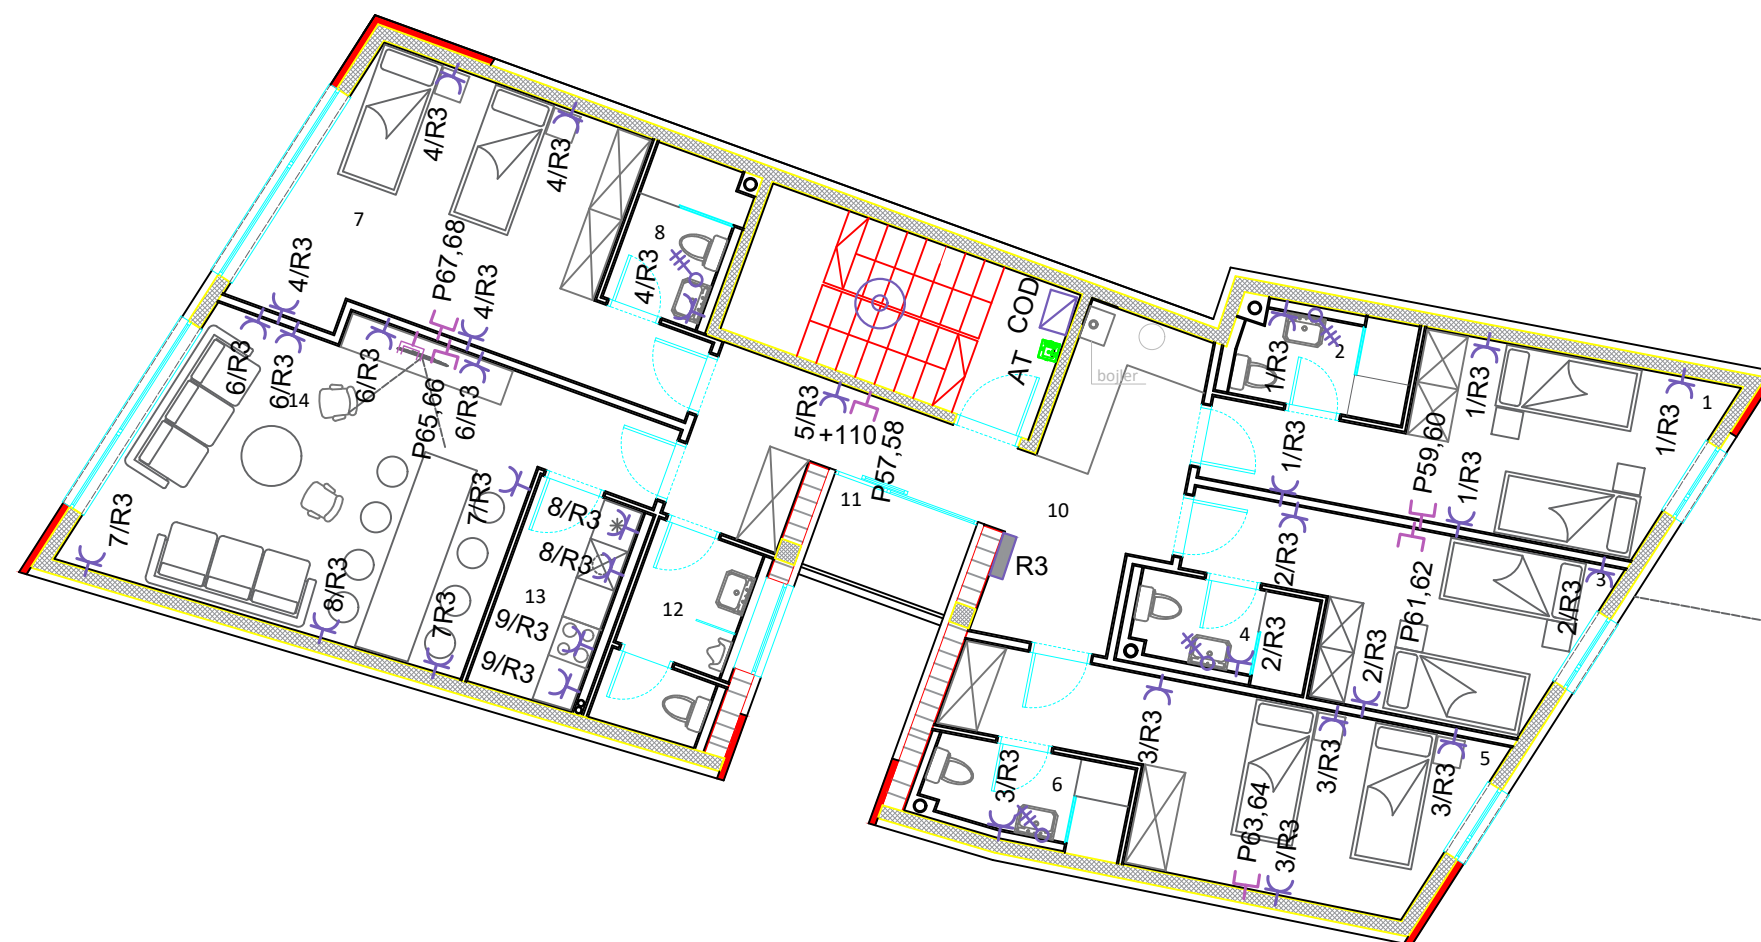 4/R3
4/R3
7
8
4/R3
4/R3
P67,68
4/R3
COD
AT
E
bojler
2
1/R3
1/R3
1
1/R3
6/R3
6/R3
14
6/R3
P65,66
6/R3
5/R3
+110
P57,58
1/R3
P59,60
1/R3
7/R3
7/R3
8/R3
8/R3
11
10
R3
2/R3
3
2/R3
P61,62
8/R3
13
12
9/R3
9/R3
7/R3
4
2/R3
2/R3
3/R3
3/R3
6
3/R3
3/R3
5
P63,64
3/R3